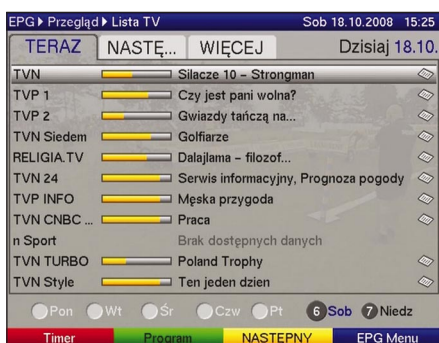 EPG ▶ Przegląd ▶ Lista TV Sob 18.10.2008 15:25
TERAZ NASTĘ... WIĘCEJ Dzisiaj 18.10.
TVN Silacze 10 – Strongman
TVP 1 Czy jest pani wolna?
TVP 2 Gwiazdy tańczą na...
TVN Siedem Golfiarze
RELIGIA.TV Dalajlama – filozof...
TVN 24 Serwis informacyjny, Prognoza pogody
TVP INFO Męska przygoda
TVN CNBC ... Praca
n Sport Brak dostępnych danych
TVN TURBO Poland Trophy
TVN Style Ten jeden dzien
Pon Wt Śr Czw Pt 6 Sob 7 Niedz
Timer Program NASTEPNY EPG Menu